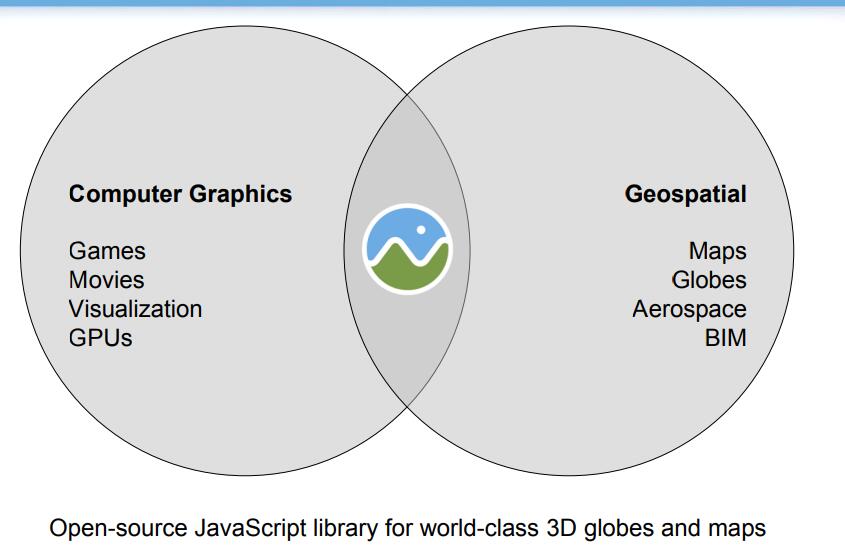 Computer Graphics
Games
Movies
Visualization
GPUs
Geospatial
Maps
Globes
Aerospace
BIM
Open-source JavaScript library for world-class 3D globes and maps